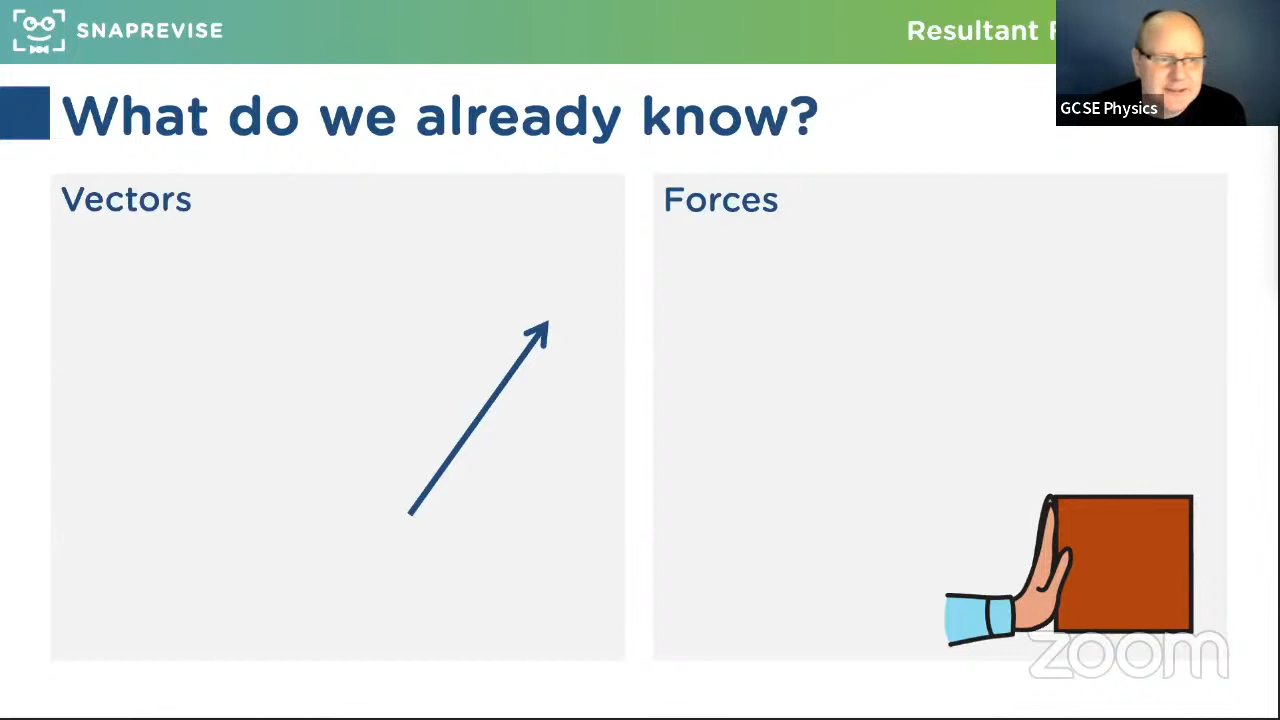 SNAPREVISE
Resultant
GCSE Physics
What do we already know?
Vectors
Forces
zoom